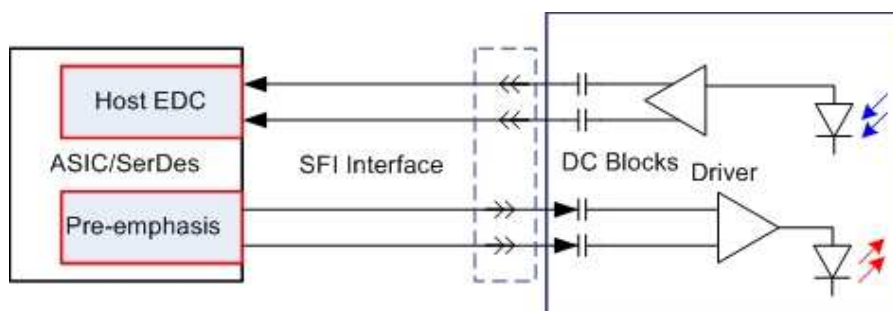 Host EDC
ASIC/SerDes
SFI Interface
DC Blocks
Driver
Pre-emphasis